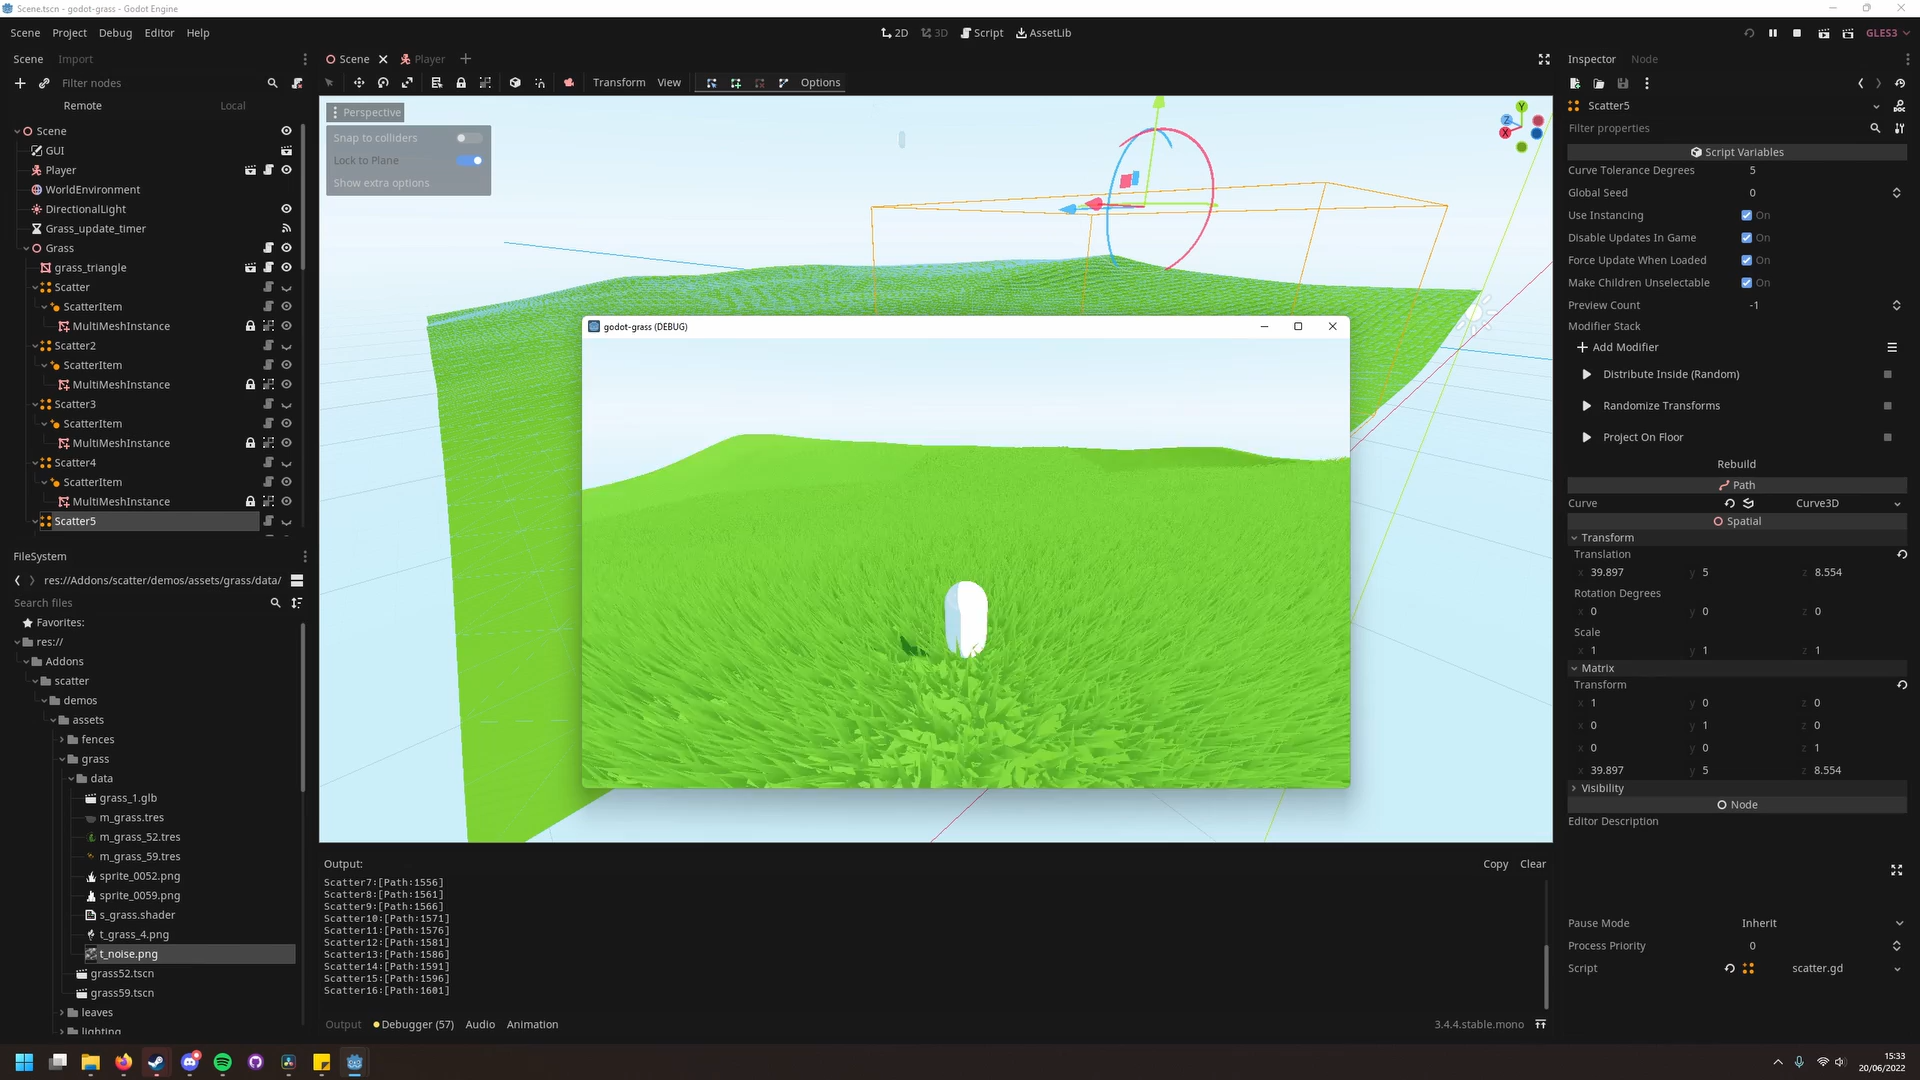 Scene.tscn - godot-grass - Godot Engine
Scene Project Debug Editor Help
2D 3D Script AssetLib
GLES3
Scene Import
Filter nodes
Remote Local
Scene
GUI
Player
WorldEnvironment
DirectionalLight
Grass_update_timer
Grass
grass_triangle
Scatter
ScatterItem
MultiMeshInstance
Scatter2
ScatterItem
MultiMeshInstance
Scatter3
ScatterItem
MultiMeshInstance
Scatter4
ScatterItem
MultiMeshInstance
Scatter5
FileSystem
res://Addons/scatter/demos/assets/grass/data/
Search files
Favorites:
res://
Addons
scatter
demos
assets
fences
grass
data
grass_1.glb
m_grass.tres
m_grass_52.tres
m_grass_59.tres
sprite_0052.png
sprite_0059.png
s_grass.shader
t_grass_4.png
t_noise.png
grass52.tscn
grass59.tscn
leaves
lighting
Scene Player
Transform View Options
Perspective
Snap to colliders
Lock to Plane
Show extra options
Y
Z
X
godot-grass (DEBUG)
Output:
Copy Clear
Scatter7:[Path:1556]
Scatter8:[Path:1561]
Scatter9:[Path:1566]
Scatter10:[Path:1571]
Scatter11:[Path:1576]
Scatter12:[Path:1581]
Scatter13:[Path:1586]
Scatter14:[Path:1591]
Scatter15:[Path:1596]
Scatter16:[Path:1601]
Output Debugger (57) Audio Animation
3.4.4.stable.mono
Inspector Node
Scatter5
Filter properties
Script Variables
Curve Tolerance Degrees 5
Global Seed 0
Use Instancing On
Disable Updates In Game On
Force Update When Loaded On
Make Children Unselectable On
Preview Count -1
Modifier Stack
Add Modifier
Distribute Inside (Random)
Randomize Transforms
Project On Floor
Rebuild
Path
Curve Curve3D
Spatial
Transform
Translation
x 39.897 y 5 z 8.554
Rotation Degrees
x 0 y 0 z 0
Scale
x 1 y 1 z 1
Matrix
Transform
x 1 y 0 z 0
x 0 y 1 z 0
x 0 y 0 z 1
x 39.897 y 5 z 8.554
Visibility
Node
Editor Description
Pause Mode Inherit
Process Priority 0
Script scatter.gd
15:33
20/06/2022